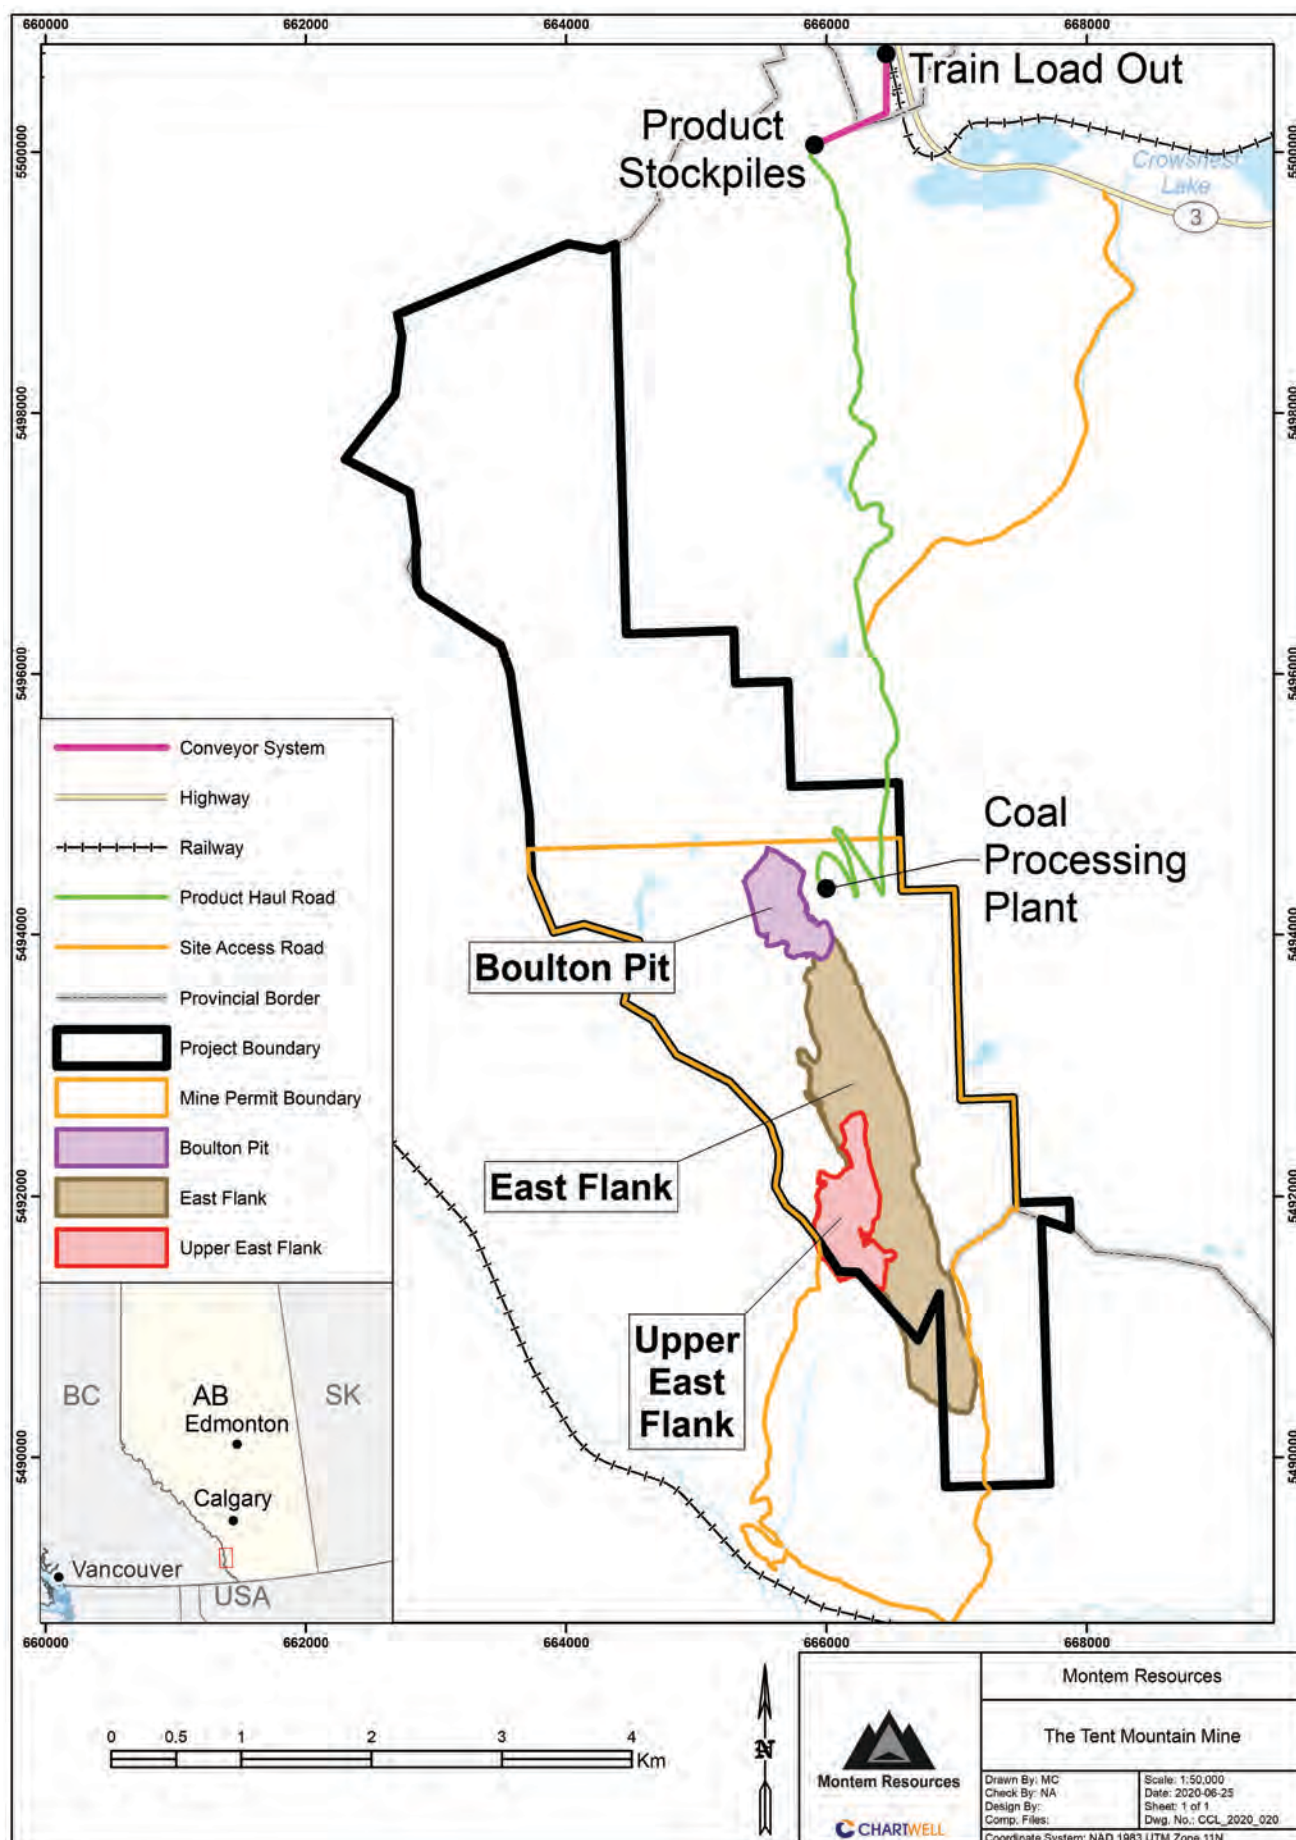 660000
662000
664000
666000
668000
Train Load Out
Product
Stockpiles
Crowsnest
Lake
3
5500000
5500000
5498000
5498000
5496000
5496000
5494000
5494000
5492000
5492000
5490000
5490000
Coal
Processing
Plant
Boulton Pit
East Flank
Upper
East
Flank
Conveyor System
Highway
Railway
Product Haul Road
Site Access Road
Provincial Border
Project Boundary
Mine Permit Boundary
Boulton Pit
East Flank
Upper East Flank
BC
AB
SK
Edmonton
Calgary
Vancouver
USA
660000
662000
664000
666000
668000
0 0.5 1 2 3 4
Km
N
Montem Resources
CHARTWELL
Montem Resources
The Tent Mountain Mine
Drawn By: MC
Check By: NA
Design By:
Comp. Files:
Scale: 1:50,000
Date: 2020-06-25
Sheet: 1 of 1
Dwg. No.: CCL_2020_020
Coordinate System: NAD 1983 UTM Zone 11N